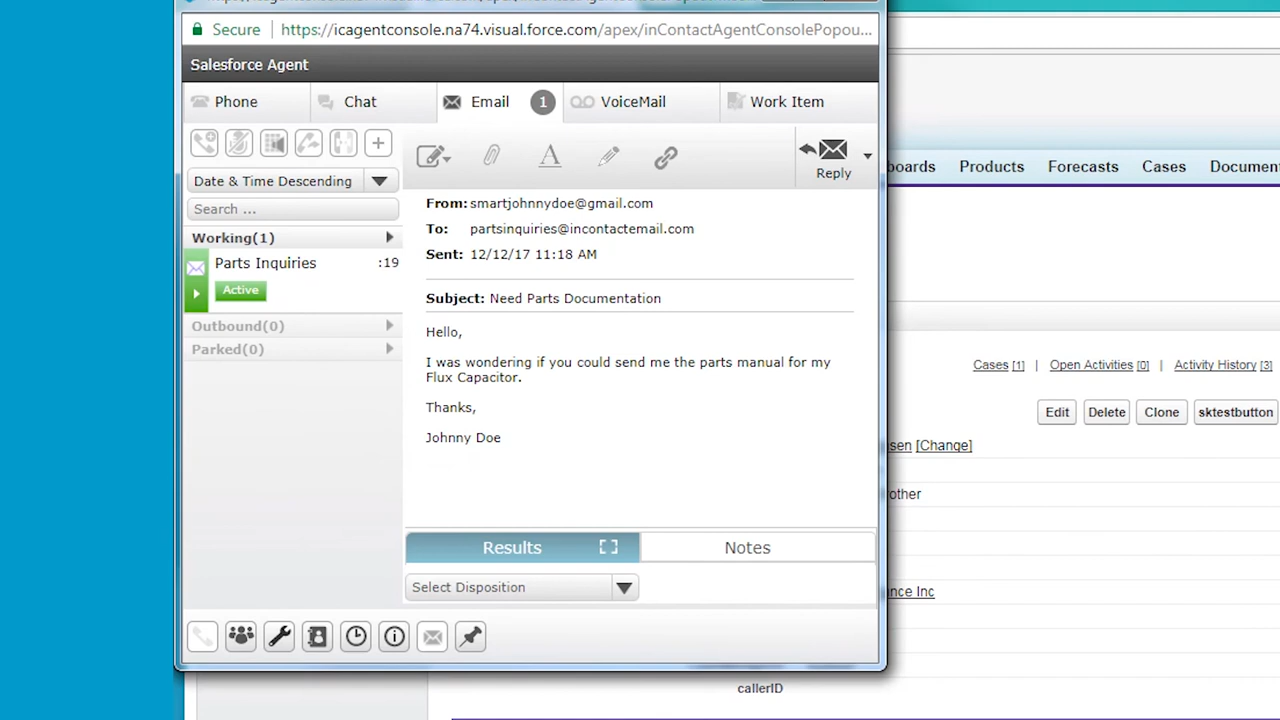 Secure https://icagentconsole.na74.visual.force.com/apex/inContactAgentConsolePopou...
Salesforce Agent
Phone Chat Email 1 VoiceMail Work Item
Reply
Date & Time Descending
Search ...
Working(1)
Parts Inquiries :19
Active
Outbound(0)
Parked(0)
From: smartjohnnydoe@gmail.com
To: partsinquiries@incontactemail.com
Sent: 12/12/17 11:18 AM
Subject: Need Parts Documentation
Hello,
I was wondering if you could send me the parts manual for my
Flux Capacitor.
Thanks,
Johnny Doe
Results Notes
Select Disposition
boards Products Forecasts Cases Documen
Cases [1] | Open Activities [0] | Activity History [3]
Edit Delete Clone sktestbutton
sen [Change]
other
nce Inc
callerID